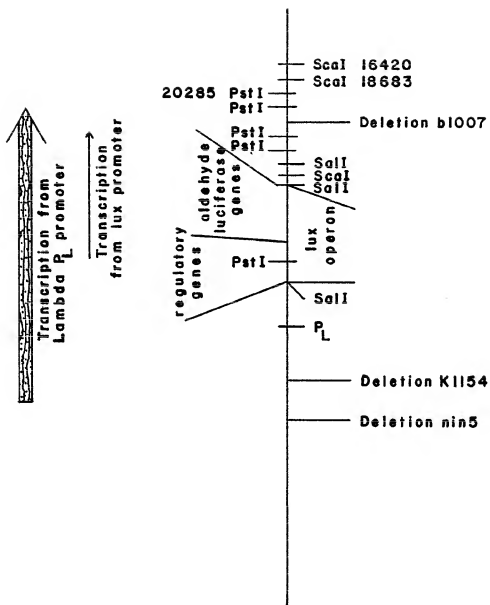 ScaI 16420
ScaI 18683
20285 PstI
PstI
Deletion b1007
PstI
PstI
SalI
ScaI
SalI
aldehyde
luciferase
genes
lux
operon
regulatory
genes
PstI
SalI
PL
Deletion K1154
Deletion nin5
Transcription from
Lambda PL promoter
Transcription
from lux promoter